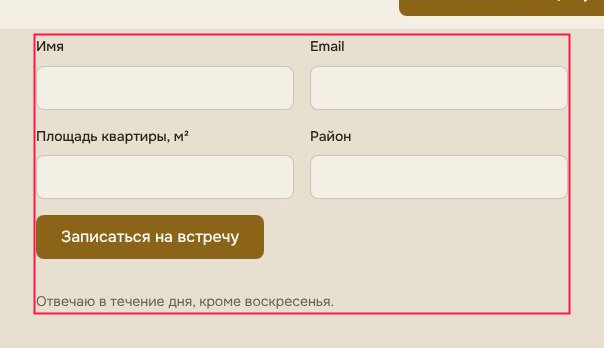 Имя
Email
Площадь квартиры, м²
Район
Записаться на встречу
Отвечаю в течение дня, кроме воскресенья.